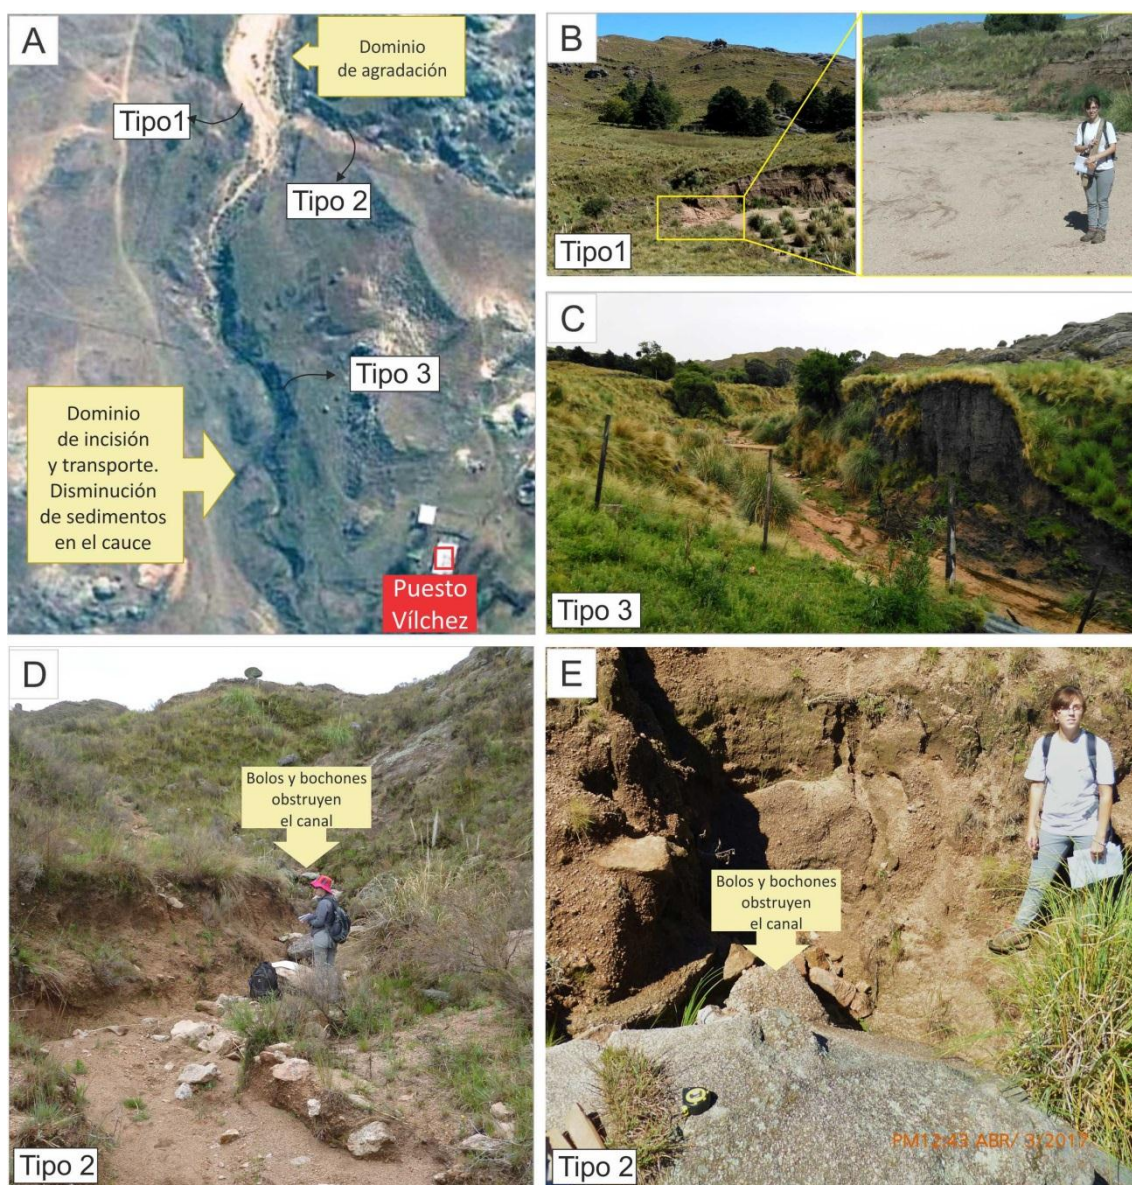 A
Dominio
de agradación
Tipo1
Tipo 2
Tipo 3
Dominio
de incisión
y transporte.
Disminución
de sedimentos
en el cauce
Puesto
Vílchez
B
Tipo1
C
Tipo 3
D
Bolos y bochones
obstruyen
el canal
Tipo 2
E
Bolos y bochones
obstruyen
el canal
PM12:43 ABR/ 3/2017
Tipo 2